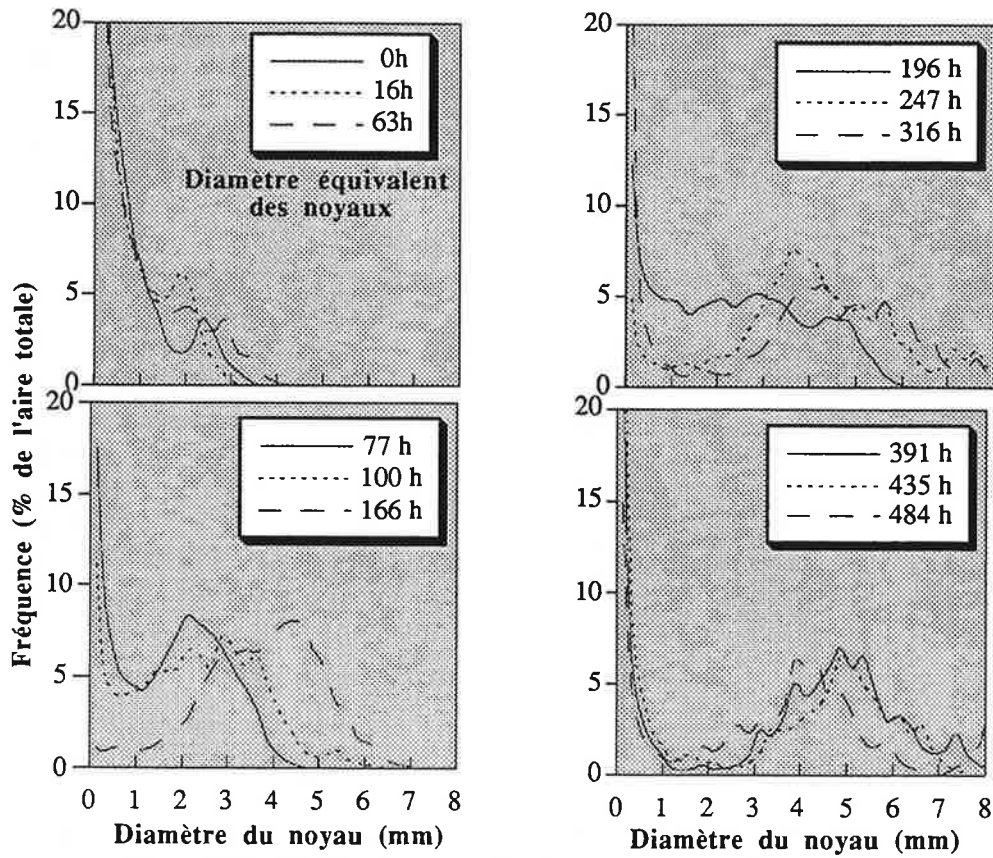 20
15
10
5
0
0h
16h
63h
Diamètre équivalent
des noyaux
20
15
10
5
0
196 h
247 h
316 h
Fréquence (% de l'aire totale)
20
15
10
5
0
77 h
100 h
166 h
0 1 2 3 4 5 6 7 8
Diamètre du noyau (mm)
20
15
10
5
0
391 h
435 h
484 h
0 1 2 3 4 5 6 7 8
Diamètre du noyau (mm)